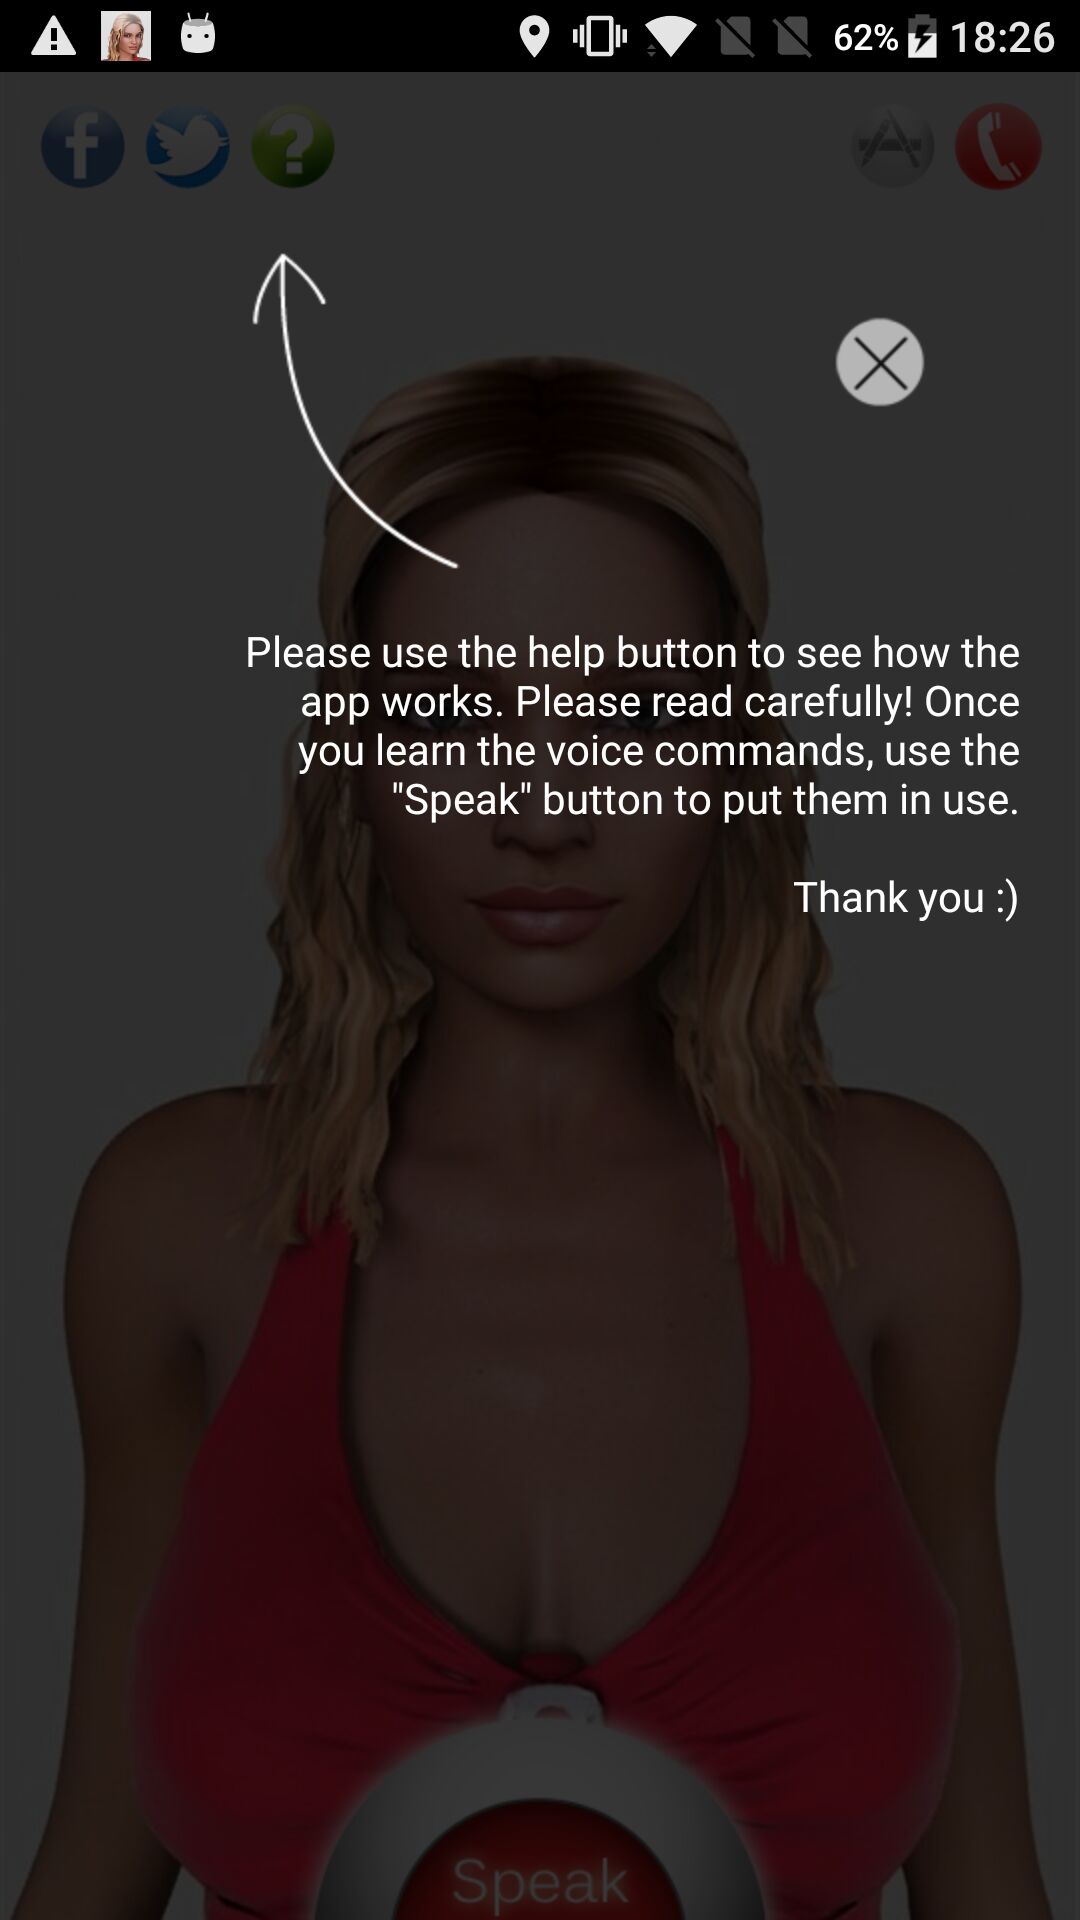 62% 18:26
Please use the help button to see how the
app works. Please read carefully! Once
you learn the voice commands, use the
"Speak" button to put them in use.
Thank you :)
Speak